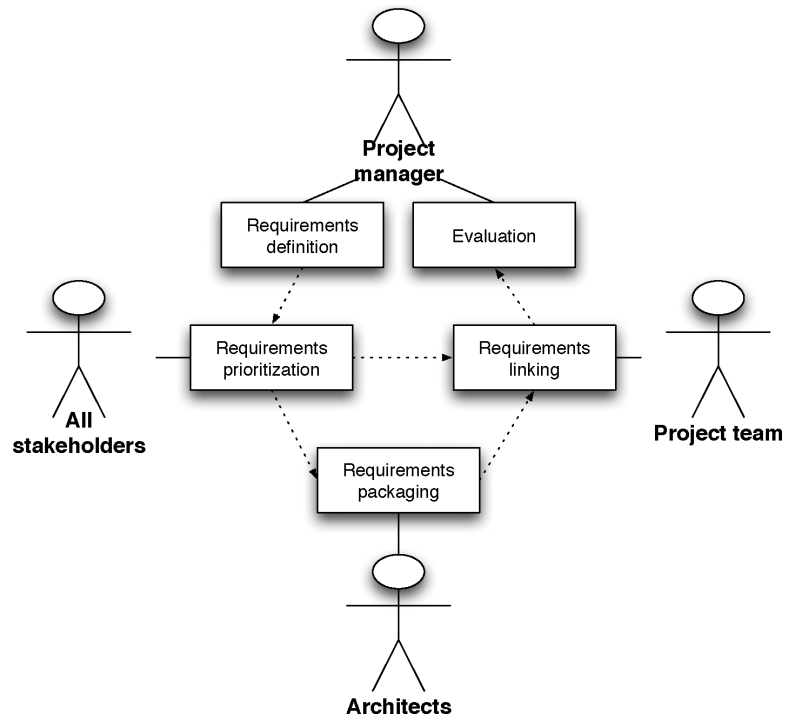 Project
manager
Requirements
definition
Evaluation
Requirements
prioritization
Requirements
linking
All
stakeholders
Project team
Requirements
packaging
Architects